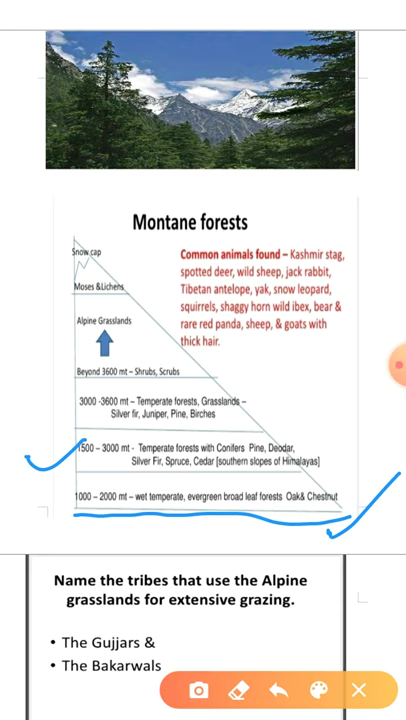 Montane forests
Snow cap
Common animals found – Kashmir stag,
spotted deer, wild sheep, jack rabbit,
Tibetan antelope, yak, snow leopard,
squirrels, shaggy horn wild ibex, bear &
rare red panda, sheep, & goats with
thick hair.
Moses &Lichens
Alpine Grasslands
Beyond 3600 mt – Shrubs, Scrubs
3000 -3600 mt – Temperate forests, Grasslands –
Silver fir, Juniper, Pine, Birches
1500 – 3000 mt - Temperate forests with Conifers Pine, Deodar,
Silver Fir, Spruce, Cedar [southern slopes of Himalayas]
1000 – 2000 mt – wet temperate, evergreen broad leaf forests Oak& Chestnut
Name the tribes that use the Alpine
grasslands for extensive grazing.
• The Gujjars &
• The Bakarwals